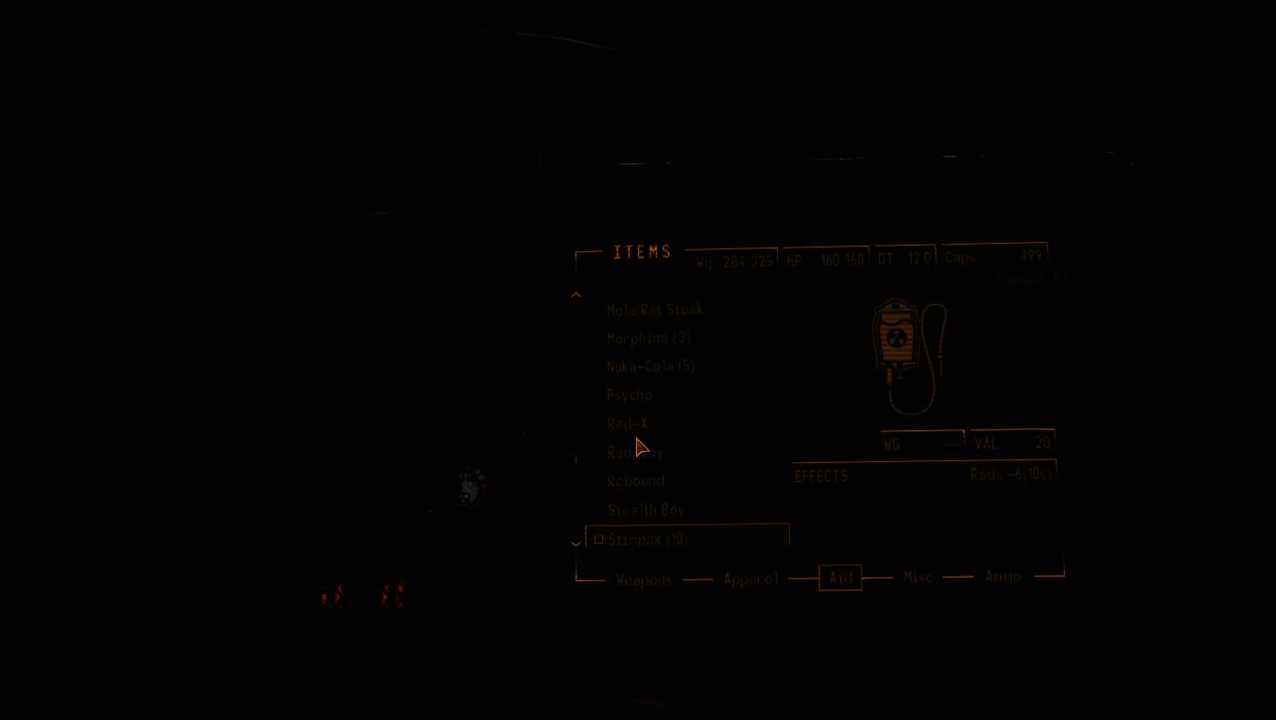 ITEMS
Wg 284 325 HP 160 160 DT 12.0 Caps 499
Mole Rat Steak
Morphine (3)
Nuka-Cola (5)
Psycho
Rad-X
Rebound
Stealth Boy
Stimpak (10)
WG -- VAL 20
EFFECTS Rads -6(10s)
Weapons Apparel Aid Misc Ammo